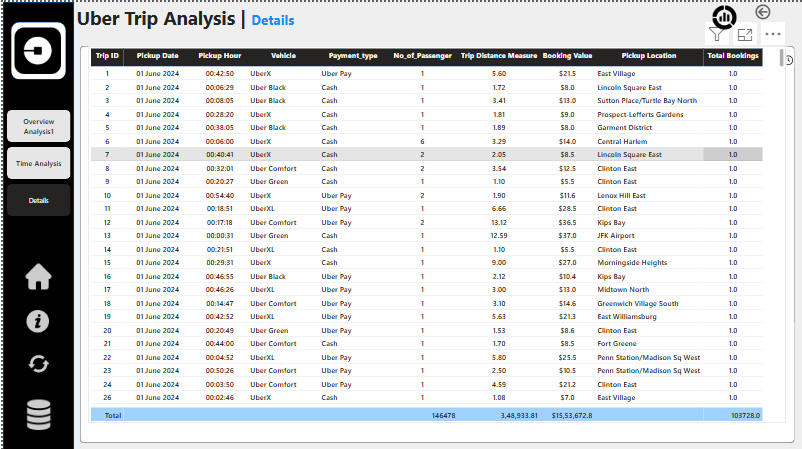 Uber Trip Analysis | Details
Overview
Analysis1
Time Analysis
Details
Trip ID Pickup Date Pickup Hour Vehicle Payment_type No_of_Passenger Trip Distance Measure Booking Value Pickup Location Total Bookings
1 01 June 2024 00:42:50 UberX Uber Pay 1 5.60 $21.5 East Village 1.0
2 01 June 2024 00:06:29 Uber Black Cash 1 1.72 $8.0 Lincoln Square East 1.0
3 01 June 2024 00:08:05 Uber Black Cash 1 3.41 $13.0 Sutton Place/Turtle Bay North 1.0
4 01 June 2024 00:28:20 UberX Cash 1 1.81 $9.0 Prospect-Lefferts Gardens 1.0
5 01 June 2024 00:38:05 Uber Black Cash 1 1.89 $8.0 Garment District 1.0
6 01 June 2024 00:06:00 UberX Cash 6 3.29 $14.0 Central Harlem 1.0
7 01 June 2024 00:40:41 UberX Cash 2 2.05 $8.5 Lincoln Square East 1.0
8 01 June 2024 00:32:01 Uber Comfort Cash 2 3.54 $12.5 Clinton East 1.0
9 01 June 2024 00:20:27 Uber Green Cash 1 1.10 $5.5 Clinton East 1.0
10 01 June 2024 00:54:40 UberX Uber Pay 2 1.90 $11.6 Lenox Hill East 1.0
11 01 June 2024 00:18:51 UberXL Uber Pay 1 6.66 $28.5 Clinton East 1.0
12 01 June 2024 00:17:18 Uber Comfort Uber Pay 2 13.12 $36.5 Kips Bay 1.0
13 01 June 2024 00:00:31 Uber Green Cash 1 12.59 $37.0 JFK Airport 1.0
14 01 June 2024 00:21:51 UberXL Cash 1 1.10 $5.5 Clinton East 1.0
15 01 June 2024 00:29:31 UberX Cash 1 9.00 $27.0 Morningside Heights 1.0
16 01 June 2024 00:46:55 Uber Black Uber Pay 1 2.12 $10.4 Kips Bay 1.0
17 01 June 2024 00:46:26 UberXL Uber Pay 1 3.00 $13.0 Midtown North 1.0
18 01 June 2024 00:14:47 Uber Comfort Uber Pay 1 3.10 $14.6 Greenwich Village South 1.0
19 01 June 2024 00:42:52 UberXL Uber Pay 1 5.63 $21.3 East Williamsburg 1.0
20 01 June 2024 00:20:49 Uber Green Uber Pay 1 1.53 $8.6 Clinton East 1.0
21 01 June 2024 00:44:00 Uber Comfort Cash 1 1.70 $8.5 Fort Greene 1.0
22 01 June 2024 00:04:52 UberXL Uber Pay 1 5.80 $25.5 Penn Station/Madison Sq West 1.0
23 01 June 2024 00:50:26 Uber Comfort Cash 1 2.50 $10.5 Penn Station/Madison Sq West 1.0
24 01 June 2024 00:03:50 Uber Comfort Uber Pay 1 4.59 $21.2 Clinton East 1.0
26 01 June 2024 00:02:46 UberX Cash 1 1.08 $7.0 East Village 1.0
Total 146478 3,48,933.81 $15,53,672.8 103728.0